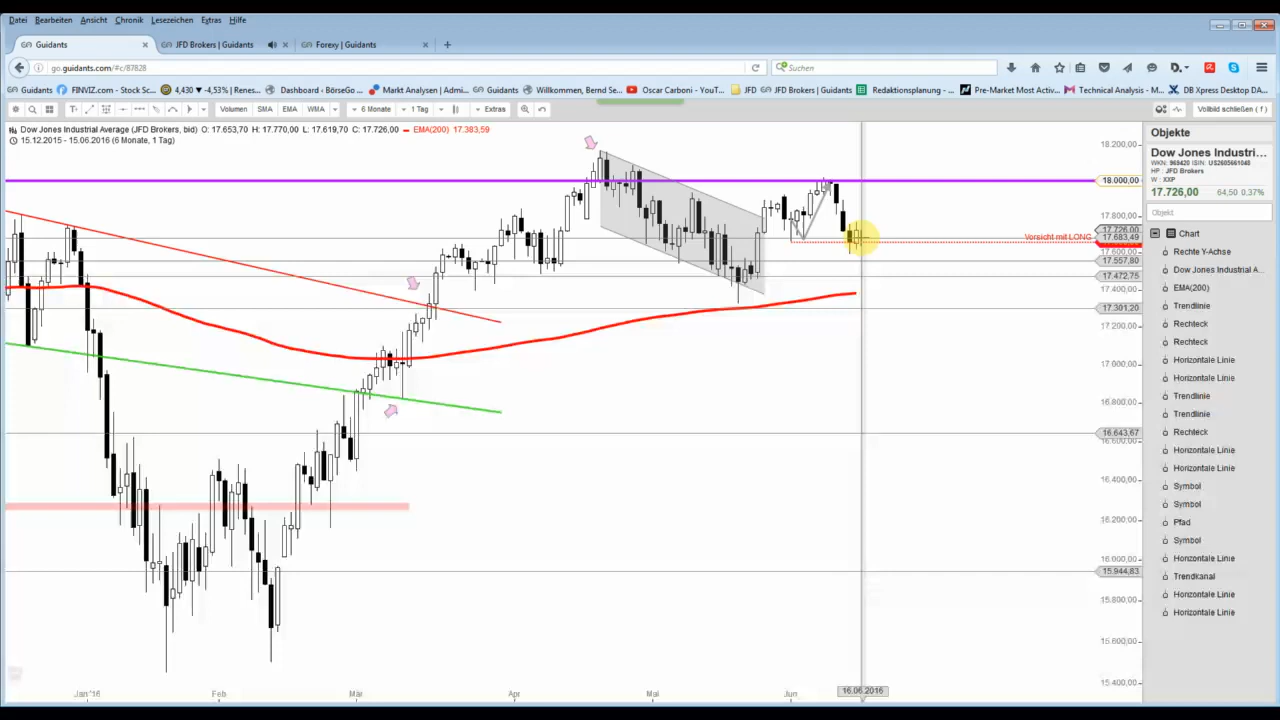 Datei Bearbeiten Ansicht Chronik Lesezeichen Extras Hilfe
Guidants JFD Brokers | Guidants Forexy | Guidants
go.guidants.com/#c/87828 Suchen
Guidants FINVIZ.com - Stock Scr... 4,430 -4,53% | Renes... Dashboard - BörseGo ... Markt Analysen | Admi... Guidants Willkommen, Bernd Se... Oscar Carboni - YouT... JFD JFD Brokers | Guidants Redaktionsplanung - ... Pre-Market Most Activ... Technical Analysis - M... DB Xpress Desktop DA...
Volumen SMA EMA WMA 6 Monate 1 Tag Extras Vollbild schließen ( f )
Dow Jones Industrial Average (JFD Brokers, bid) O: 17.653,70 H: 17.770,00 L: 17.619,70 C: 17.726,00 EMA(200) 17.383,59
15.12.2015 - 15.06.2016 (6 Monate, 1 Tag)
18.200,00
18.000,00
17.800,00
17.726,00
Vorsicht mit LONG 17.683,49
17.600,00
17.557,80
17.472,75
17.400,00
17.301,20
17.200,00
17.000,00
16.800,00
16.643,67
16.600,00
16.400,00
16.200,00
16.000,00
15.944,83
15.800,00
15.600,00
15.400,00
Jan'16 Feb Mär Apr Mai Jun 16.06.2016
Objekte
Dow Jones Industri...
WKN: 969420 ISIN: US2605661048
HP : JFD Brokers
W : XXP
17.726,00 64,50 0.37%
Objekt
Chart
Rechte Y-Achse
Dow Jones Industrial A...
EMA(200)
Trendlinie
Rechteck
Rechteck
Horizontale Linie
Horizontale Linie
Trendlinie
Trendlinie
Rechteck
Horizontale Linie
Horizontale Linie
Symbol
Symbol
Pfad
Symbol
Horizontale Linie
Trendkanal
Horizontale Linie
Horizontale Linie